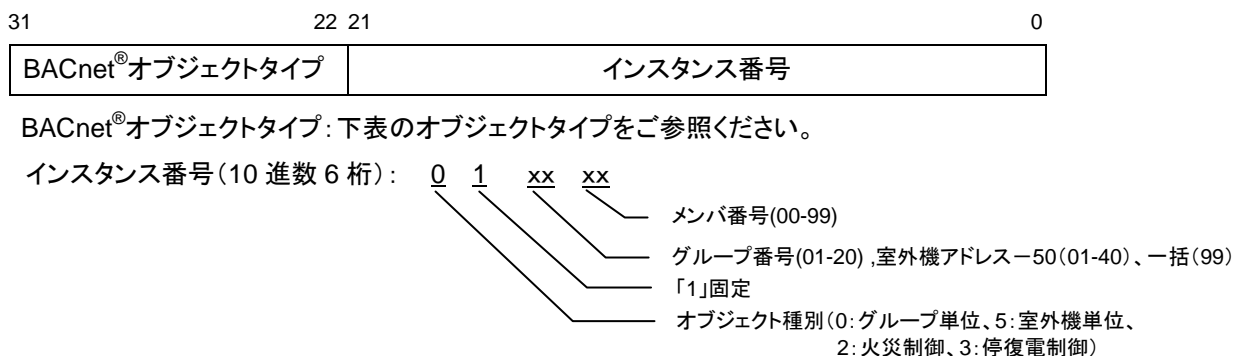 31 22 21 0
BACnet®オブジェクトタイプ インスタンス番号
BACnet®オブジェクトタイプ：下表のオブジェクトタイプをご参照ください。
インスタンス番号（10 進数 6 桁）： 0 1 xx xx
メンバ番号(00-99)
グループ番号(01-20) ,室外機アドレス－50（01-40）、一括（99）
「1」固定
オブジェクト種別（0：グループ単位、5：室外機単位、
2：火災制御、3：停復電制御）